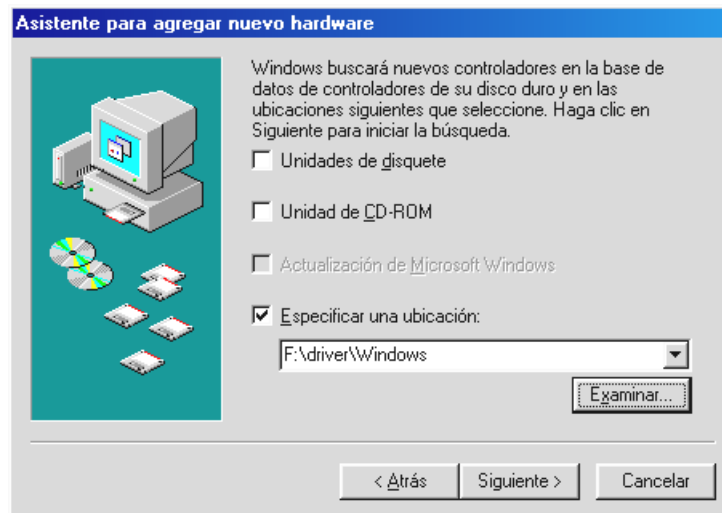 Asistente para agregar nuevo hardware
Windows buscará nuevos controladores en la base de
datos de controladores de su disco duro y en las
ubicaciones siguientes que seleccione. Haga clic en
Siguiente para iniciar la búsqueda.
Unidades de disquete
Unidad de CD-ROM
Actualización de Microsoft Windows
Especificar una ubicación:
F:\driver\Windows
Examinar...
< Atrás
Siguiente >
Cancelar